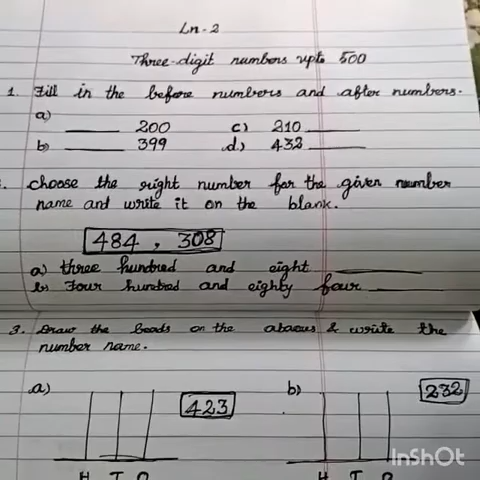 Ln-2
Three-digit numbers upto 500
1. Fill in the before numbers and after numbers.
a) ______ 200 c) 210 ______
b) ______ 399 d.) 432 ______
2. choose the right number for the given number
name and write it on the blank.
484 , 308
a) three hundred and eight ______
b) Four hundred and eighty four ______
3. Draw the beads on the abacus & write the
number name.
a) 423 b) 232
H T O H T O
InShOt